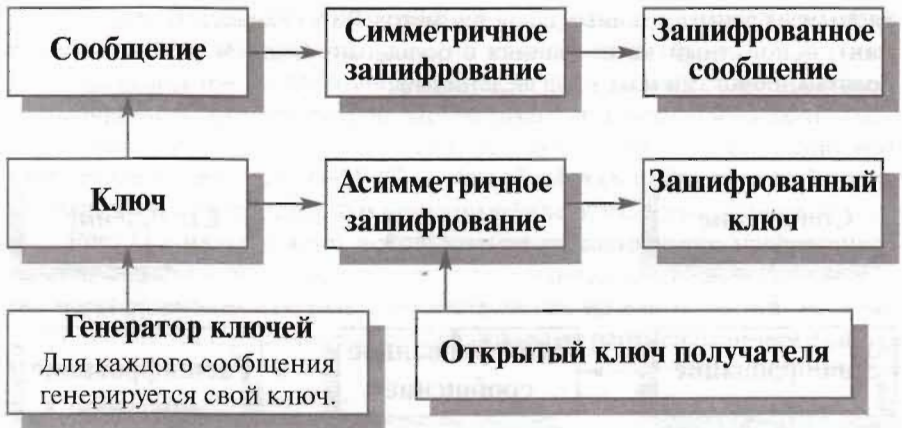 Сообщение
Симметричное
зашифрование
Зашифрованное
сообщение
Ключ
Асимметричное
зашифрование
Зашифрованный
ключ
Генератор ключей
Для каждого сообщения
генерируется свой ключ.
Открытый ключ получателя